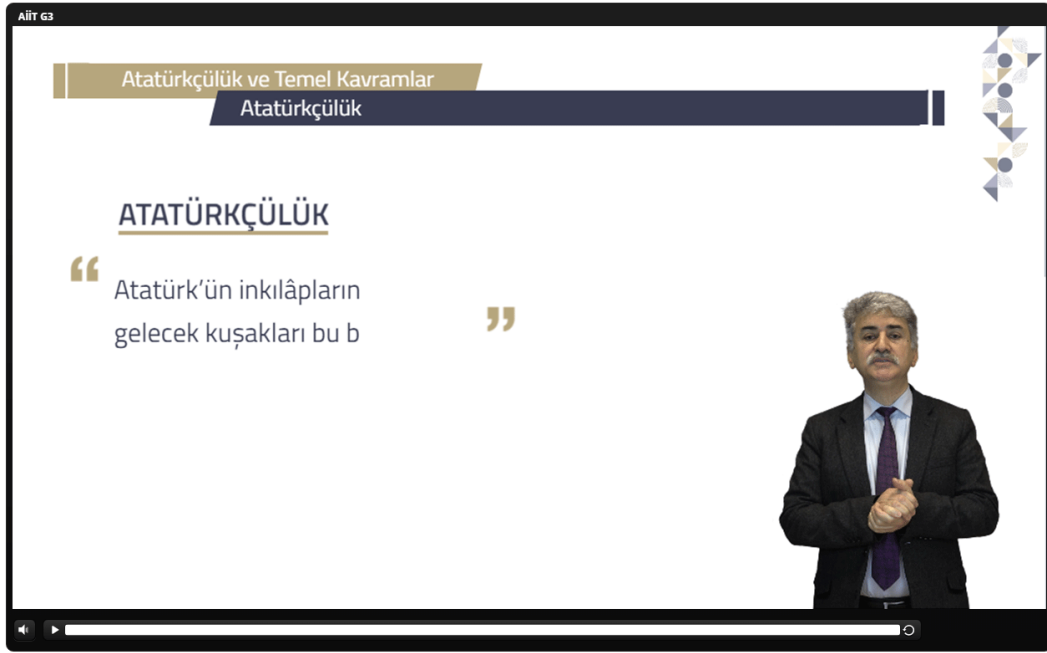 AİİT G3
Atatürkçülük ve Temel Kavramlar
Atatürkçülük
ATATÜRKÇÜLÜK
“
Atatürk’ün inkılâpların
gelecek kuşakları bu b
”